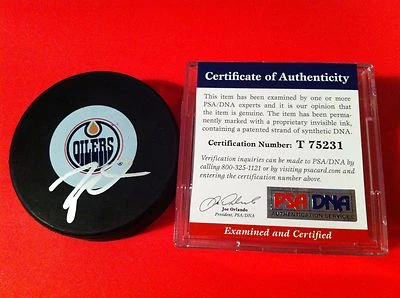 OILERS
Certificate of Authenticity
This item has been examined by one or more
PSA/DNA experts and it is our opinion that
the item is genuine. The item has been perma-
nently marked with a proprietary invisible ink,
containing a patented strand of synthetic DNA.
Certification Number: T 75231
Verification inquiries can be made to PSA/DNA by
calling 800-325-1121 or by visiting psacard.com and
entering the certification number above.
Joe Orlando
President, PSA/DNA
PSA DNA
AUTHENTICATION SERVICES
Examined and Certified